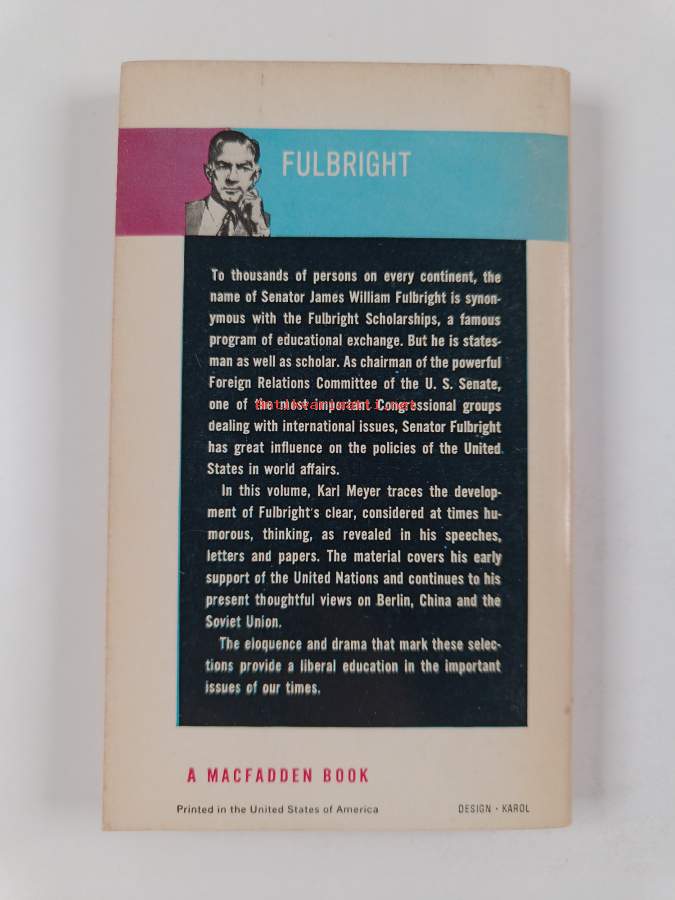 FULBRIGHT
To thousands of persons on every continent, the
name of Senator James William Fulbright is synon-
ymous with the Fulbright Scholarships, a famous
program of educational exchange. But he is states-
man as well as scholar. As chairman of the powerful
Foreign Relations Committee of the U. S. Senate,
one of the most important Congressional groups
dealing with international issues, Senator Fulbright
has great influence on the policies of the United
States in world affairs.
In this volume, Karl Meyer traces the develop-
ment of Fulbright's clear, considered at times hu-
morous, thinking, as revealed in his speeches,
letters and papers. The material covers his early
support of the United Nations and continues to his
present thoughtful views on Berlin, China and the
Soviet Union.
The eloquence and drama that mark these selec-
tions provide a liberal education in the important
issues of our times.
A MACFADDEN BOOK
Printed in the United States of America
DESIGN • KAROL